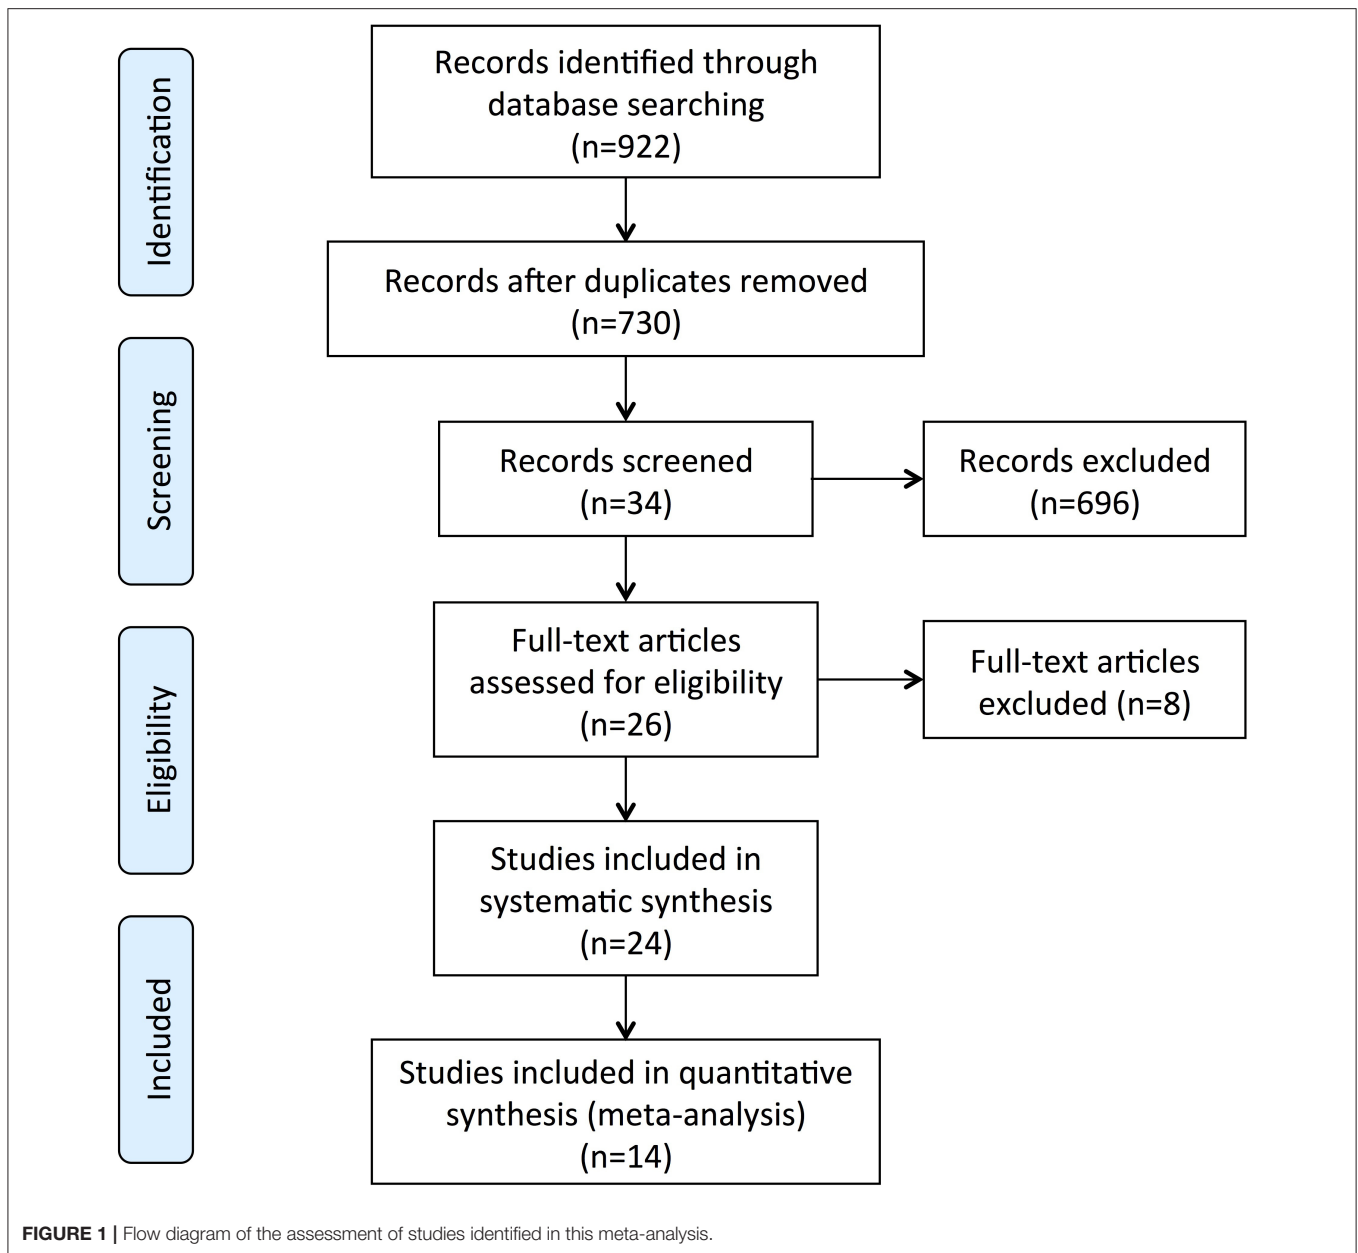 Identification
Records identified through
database searching
(n=922)
Records after duplicates removed
(n=730)
Screening
Records screened
(n=34)
Records excluded
(n=696)
Eligibility
Full-text articles
assessed for eligibility
(n=26)
Full-text articles
excluded (n=8)
Studies included in
systematic synthesis
(n=24)
Included
Studies included in quantitative
synthesis (meta-analysis)
(n=14)
FIGURE 1 | Flow diagram of the assessment of studies identified in this meta-analysis.